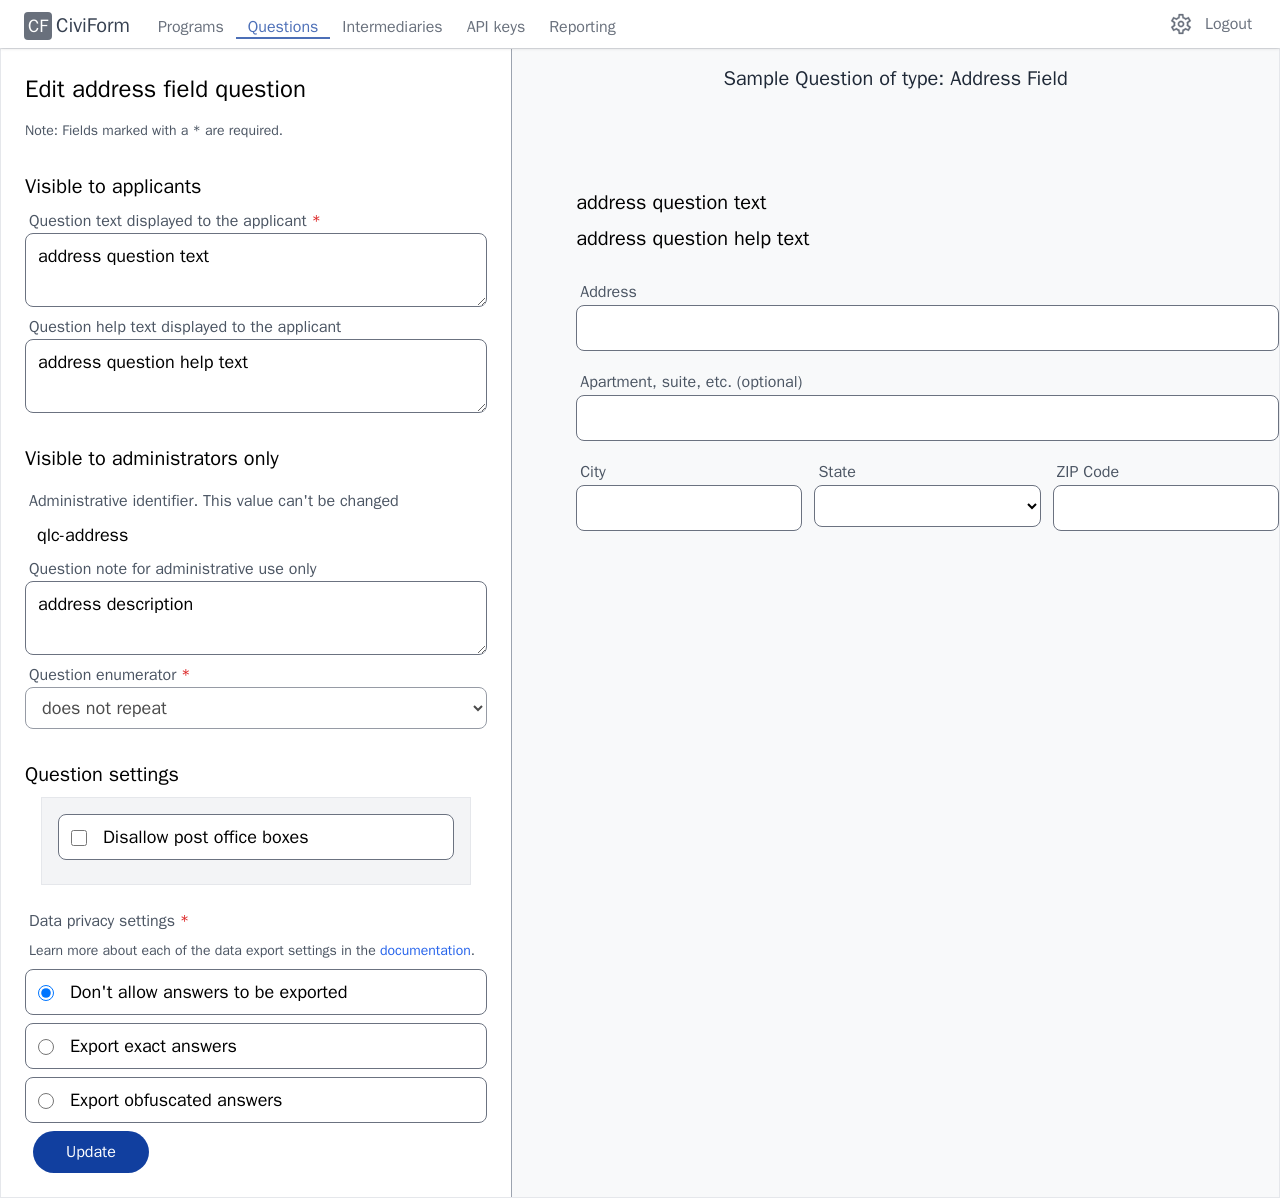 CF CiviForm Programs Questions Intermediaries API keys Reporting Logout
Edit address field question
Note: Fields marked with a * are required.
Visible to applicants
Question text displayed to the applicant *
address question text
Question help text displayed to the applicant
address question help text
Visible to administrators only
Administrative identifier. This value can't be changed
qlc-address
Question note for administrative use only
address description
Question enumerator *
does not repeat
Question settings
Disallow post office boxes
Data privacy settings *
Learn more about each of the data export settings in the documentation.
Don't allow answers to be exported
Export exact answers
Export obfuscated answers
Update
Sample Question of type: Address Field
address question text
address question help text
Address
Apartment, suite, etc. (optional)
City State ZIP Code